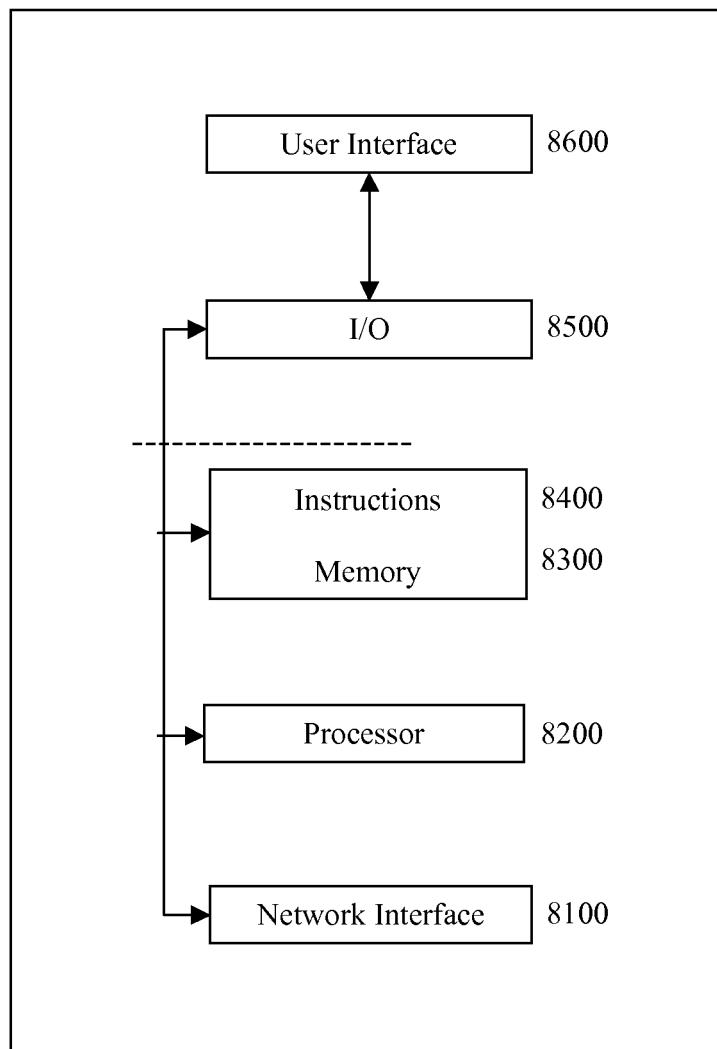 User Interface 8600
I/O 8500
Instructions 8400
Memory 8300
Processor 8200
Network Interface 8100